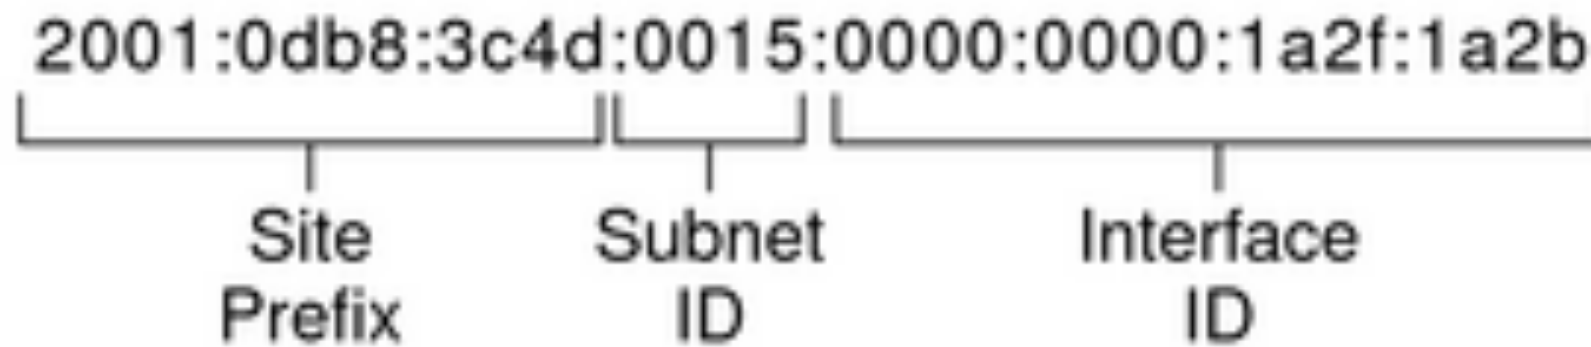 2001:0db8:3c4d:0015:0000:0000:1a2f:1a2b
Site
Prefix
Subnet
ID
Interface
ID